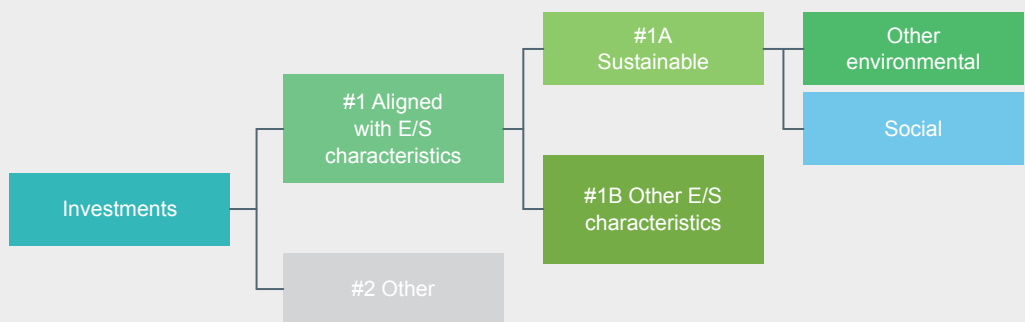 Investments
#1 Aligned
with E/S
characteristics
#2 Other
#1A
Sustainable
#1B Other E/S
characteristics
Other
environmental
Social